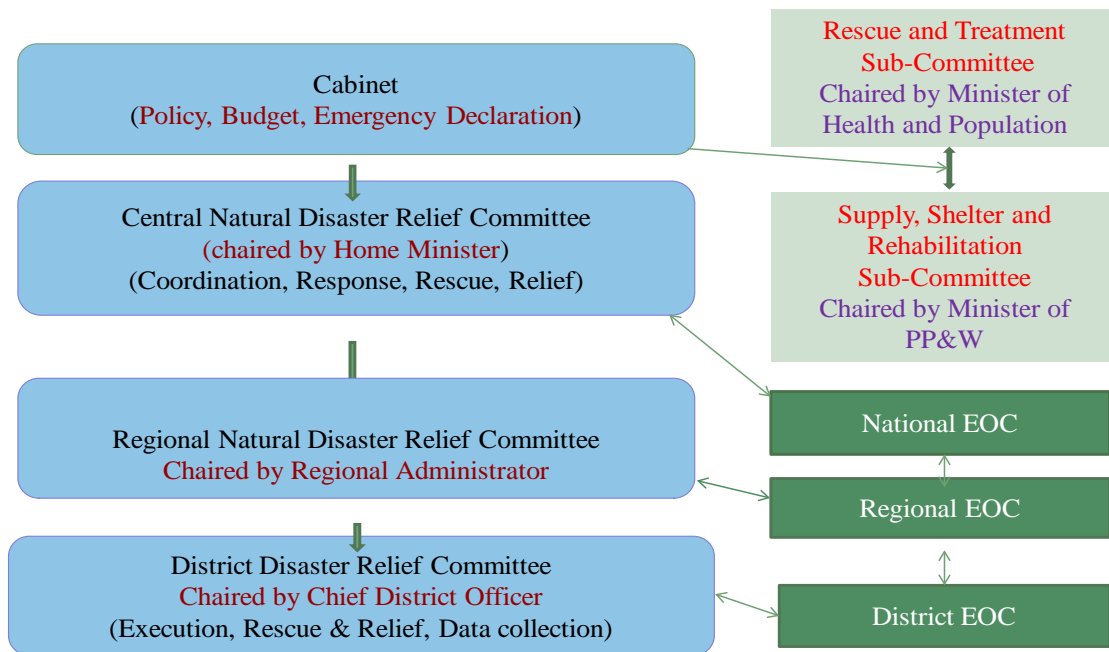 Cabinet
(Policy, Budget, Emergency Declaration)
Central Natural Disaster Relief Committee
(chaired by Home Minister)
(Coordination, Response, Rescue, Relief)
Regional Natural Disaster Relief Committee
Chaired by Regional Administrator
District Disaster Relief Committee
Chaired by Chief District Officer
(Execution, Rescue & Relief, Data collection)
Rescue and Treatment
Sub-Committee
Chaired by Minister of
Health and Population
Supply, Shelter and
Rehabilitation
Sub-Committee
Chaired by Minister of
PP&W
National EOC
Regional EOC
District EOC